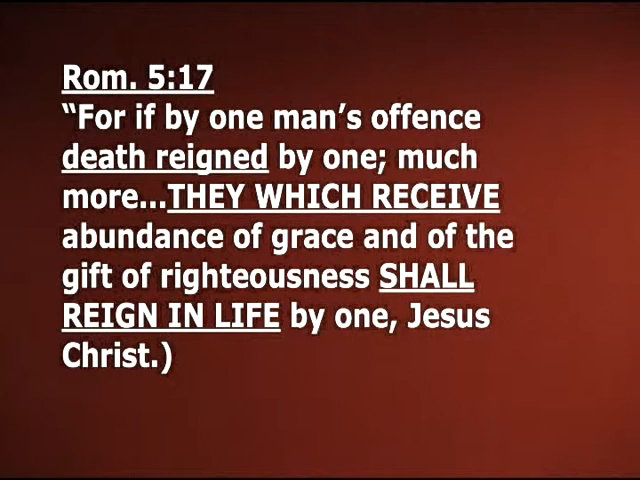 Rom. 5:17
“For if by one man’s offence
death reigned by one; much
more...THEY WHICH RECEIVE
abundance of grace and of the
gift of righteousness SHALL
REIGN IN LIFE by one, Jesus
Christ.)